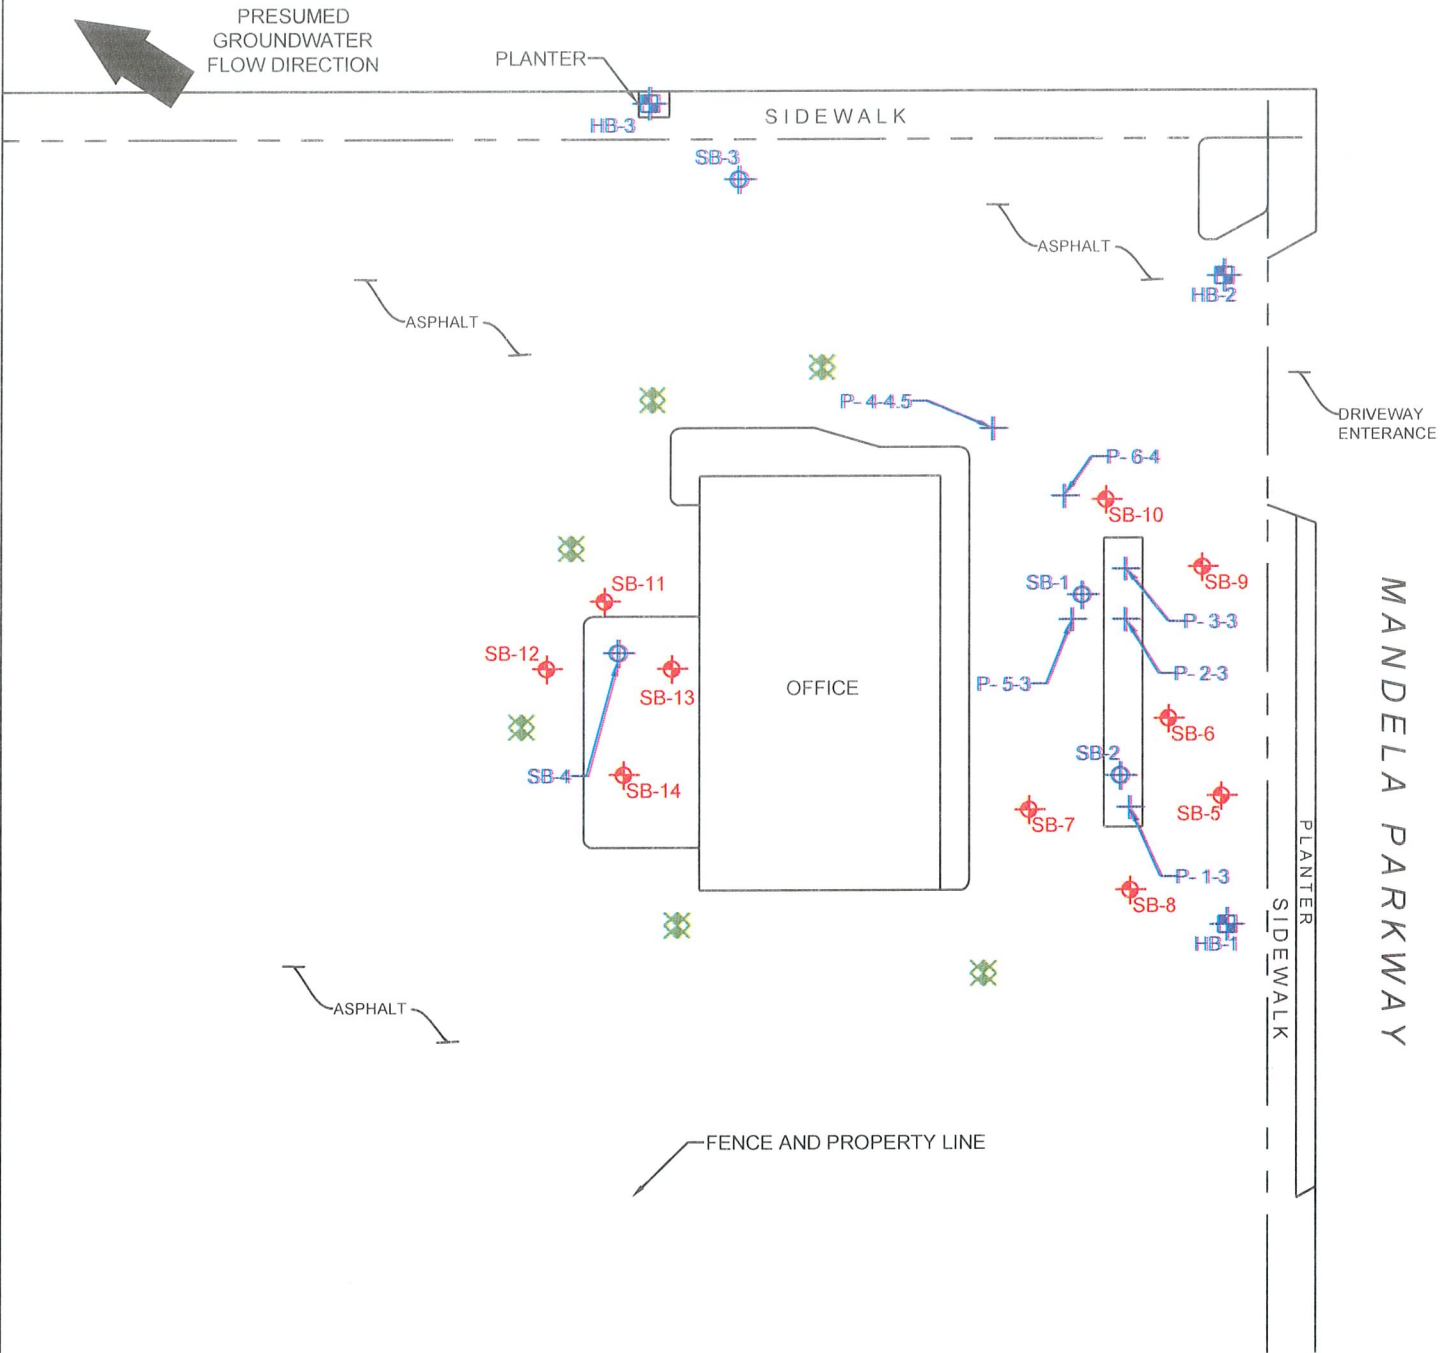 PRESUMED
GROUNDWATER
FLOW DIRECTION
PLANTER
HB-3
SIDEWALK
SB-3
ASPHALT
HB-2
ASPHALT
P- 4-4.5
DRIVEWAY
ENTERANCE
P- 6-4
SB-10
SB-11
SB-1
SB-9
P- 3-3
SB-12
SB-13
OFFICE
P- 5-3
P- 2-3
SB-6
SB-4
SB-14
SB-2
SB-7
SB-5
P- 1-3
SB-8
HB-1
PLANTER
SIDEWALK
MANDELA PARKWAY
ASPHALT
FENCE AND PROPERTY LINE